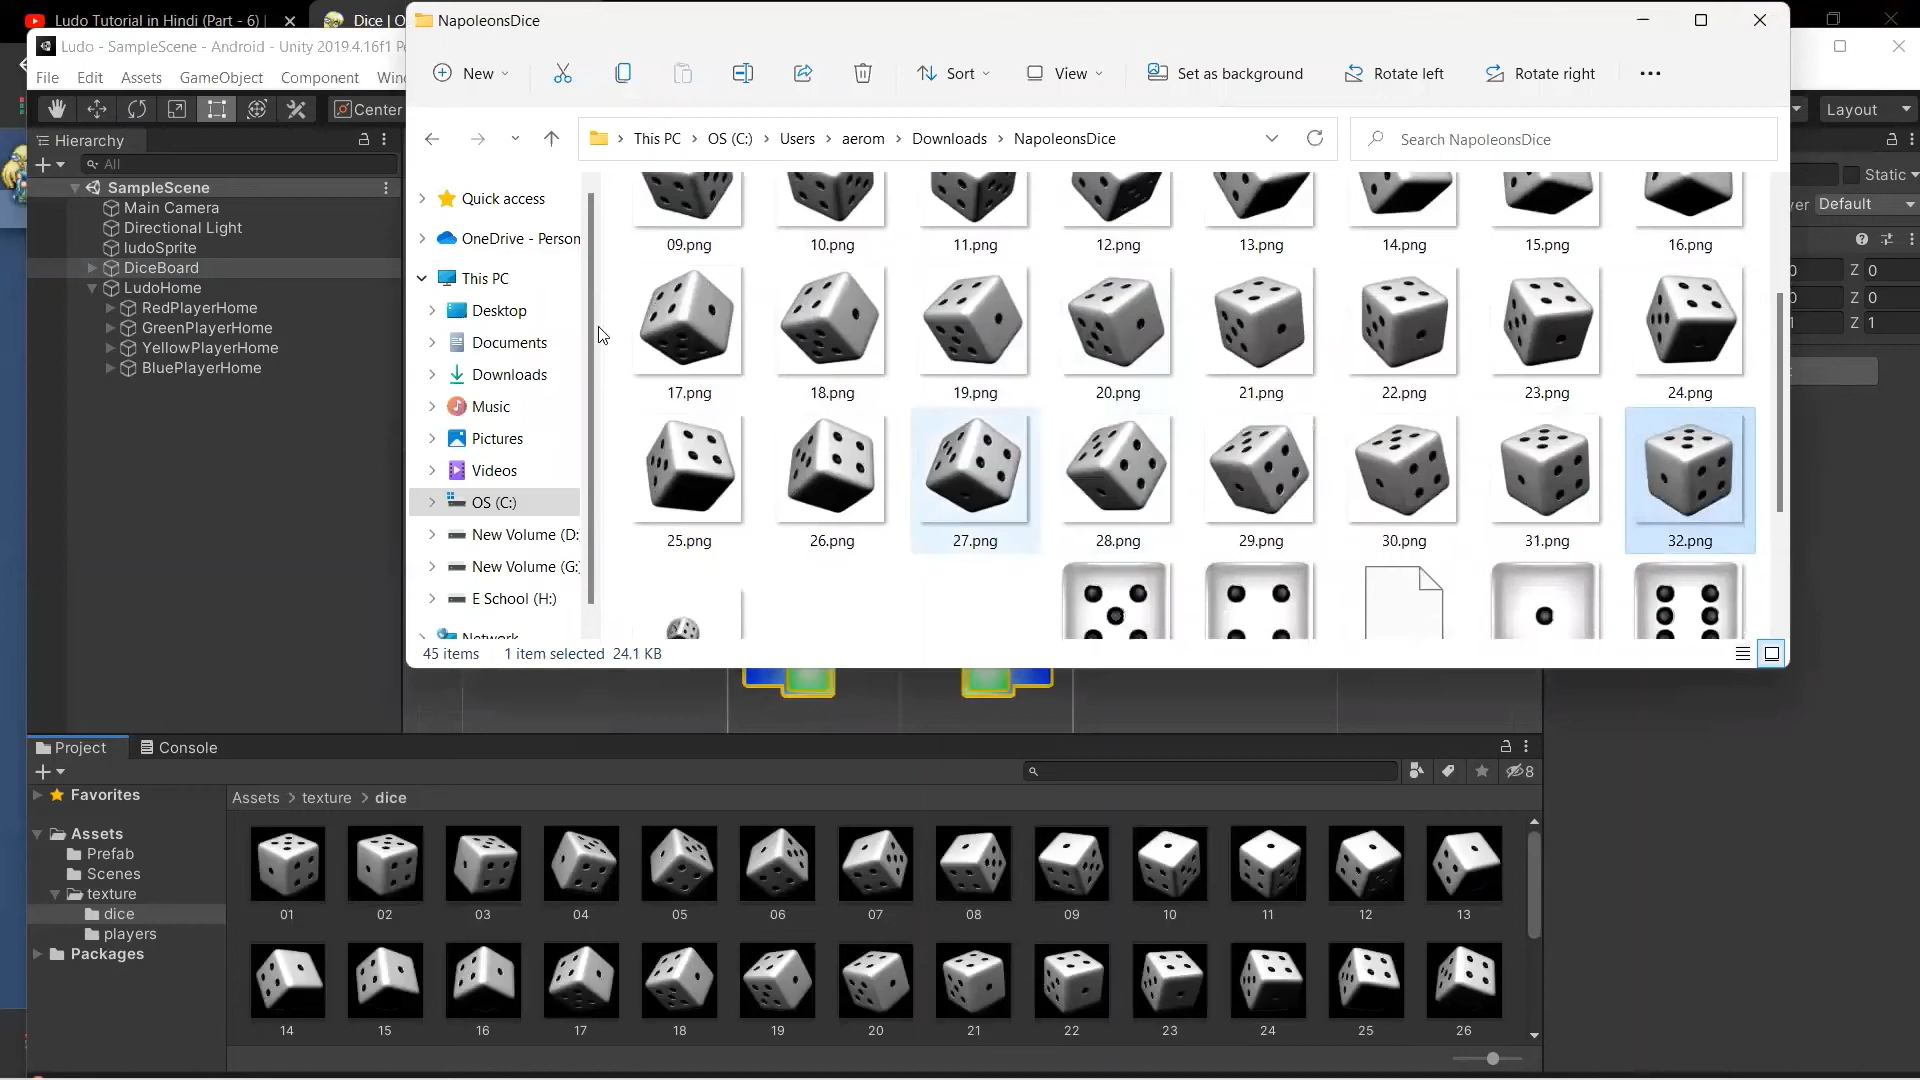 Ludo Tutorial in Hindi (Part - 6) |
Dice | O
NapoleonsDice
Ludo - SampleScene - Android - Unity 2019.4.16f1 P
File Edit Assets GameObject Component Wind
New Sort View Set as background Rotate left Rotate right
Center
Layout
This PC OS (C:) Users aerom Downloads NapoleonsDice
Search NapoleonsDice
Hierarchy
All
SampleScene
Main Camera
Directional Light
ludoSprite
DiceBoard
LudoHome
RedPlayerHome
GreenPlayerHome
YellowPlayerHome
BluePlayerHome
Quick access
OneDrive - Person
This PC
Desktop
Documents
Downloads
Music
Pictures
Videos
OS (C:)
New Volume (D:
New Volume (G:
E School (H:)
Network
09.png 10.png 11.png 12.png 13.png 14.png 15.png 16.png
17.png 18.png 19.png 20.png 21.png 22.png 23.png 24.png
25.png 26.png 27.png 28.png 29.png 30.png 31.png 32.png
45 items 1 item selected 24.1 KB
Static
yer Default
0 Z 0
0 Z 0
1 Z 1
Project Console
8
Favorites
Assets
Prefab
Scenes
texture
dice
players
Packages
Assets > texture > dice
01 02 03 04 05 06 07 08 09 10 11 12 13
14 15 16 17 18 19 20 21 22 23 24 25 26